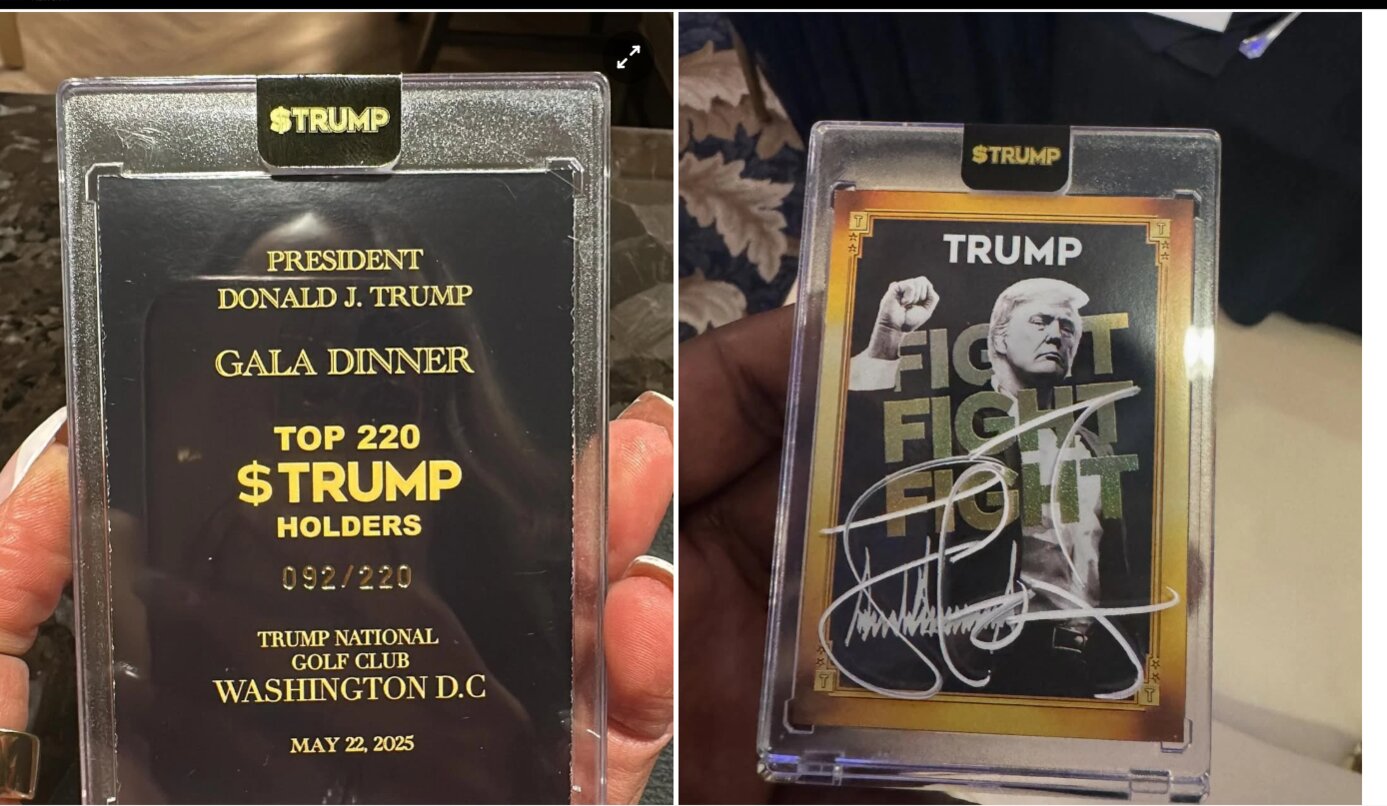 $TRUMP
PRESIDENT
DONALD J. TRUMP
GALA DINNER
TOP 220
$TRUMP
HOLDERS
092/220
TRUMP NATIONAL
GOLF CLUB
WASHINGTON D.C
MAY 22, 2025
$TRUMP
T
T
TRUMP
FIGHT
FIGHT
FIGHT
T
T